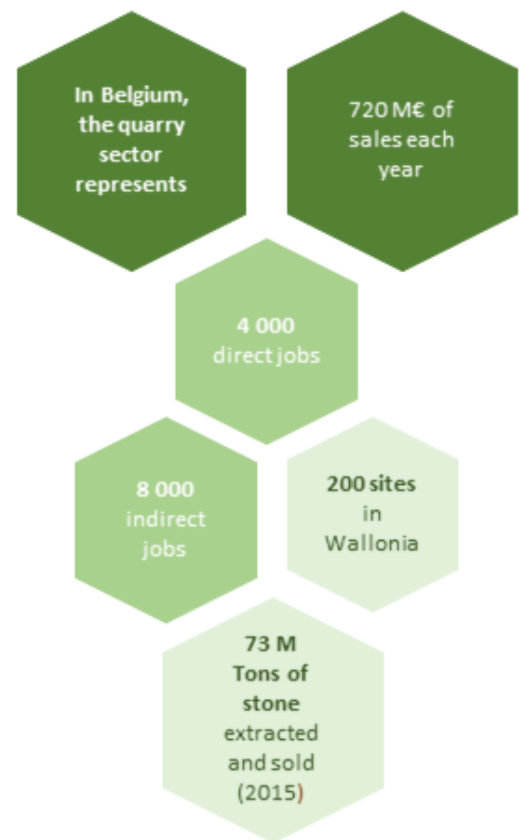 In Belgium,
the quarry
sector
represents
720 M€ of
sales each
year
4 000
direct jobs
8 000
indirect
jobs
200 sites
in
Wallonia
73 M
Tons of
stone
extracted
and sold
(2015)